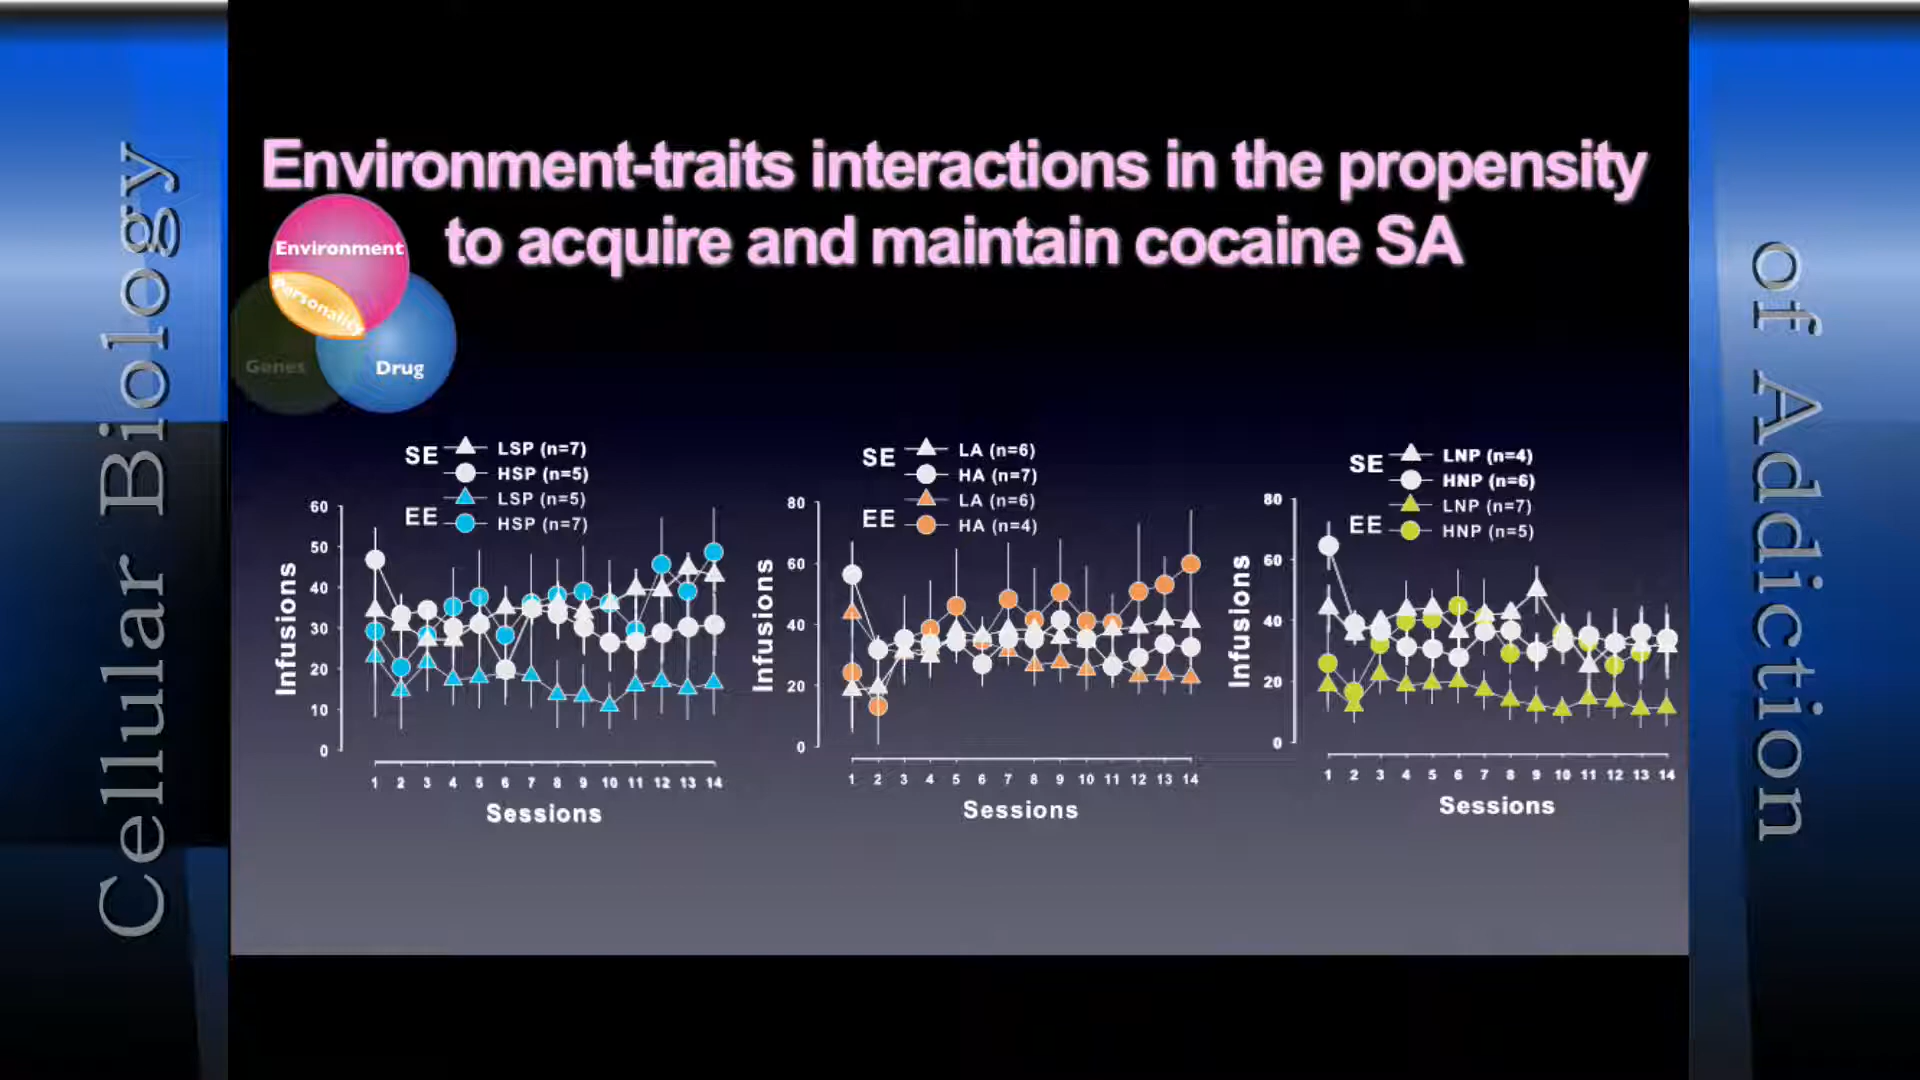 Cellular Biology
of Addiction
Environment-traits interactions in the propensity
to acquire and maintain cocaine SA
Environment
Personality
Genes
Drug
SE
LSP (n=7)
HSP (n=5)
EE
LSP (n=5)
HSP (n=7)
Infusions
60
50
40
30
20
10
0
1 2 3 4 5 6 7 8 9 10 11 12 13 14
Sessions
SE
LA (n=6)
HA (n=7)
EE
LA (n=6)
HA (n=4)
Infusions
80
60
40
20
0
1 2 3 4 5 6 7 8 9 10 11 12 13 14
Sessions
SE
LNP (n=4)
HNP (n=6)
EE
LNP (n=7)
HNP (n=5)
Infusions
80
60
40
20
0
1 2 3 4 5 6 7 8 9 10 11 12 13 14
Sessions